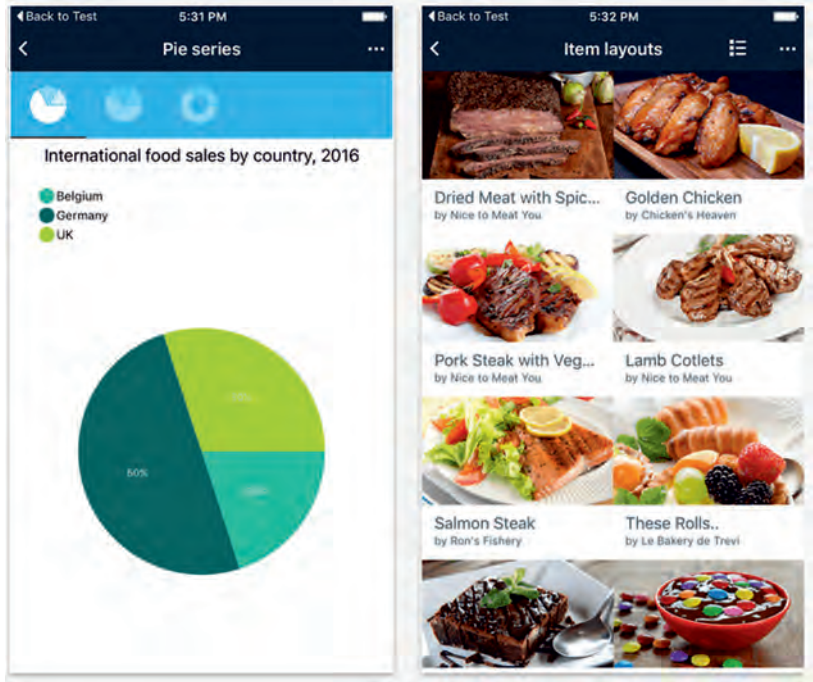 Back to Test
5:31 PM
Pie series
International food sales by country, 2016
Belgium
Germany
UK
50%
Back to Test
5:32 PM
Item layouts
Dried Meat with Spic...
by Nice to Meat You
Golden Chicken
by Chicken's Heaven
Pork Steak with Veg...
by Nice to Meat You
Lamb Cotlets
by Nice to Meat You
Salmon Steak
by Ron's Fishery
These Rolls..
by Le Bakery de Trevi